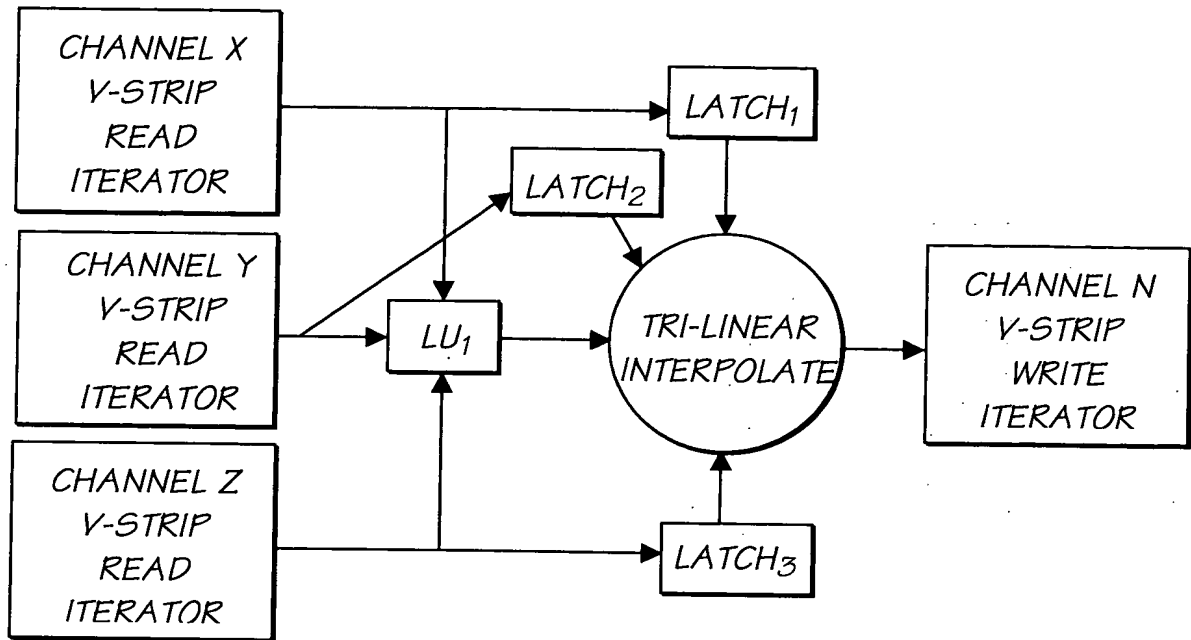 CHANNEL X
V-STRIP
READ
ITERATOR
LATCH1
LATCH2
CHANNEL Y
V-STRIP
READ
ITERATOR
LU1
TRI-LINEAR
INTERPOLATE
CHANNEL N
V-STRIP
WRITE
ITERATOR
CHANNEL Z
V-STRIP
READ
ITERATOR
LATCH3